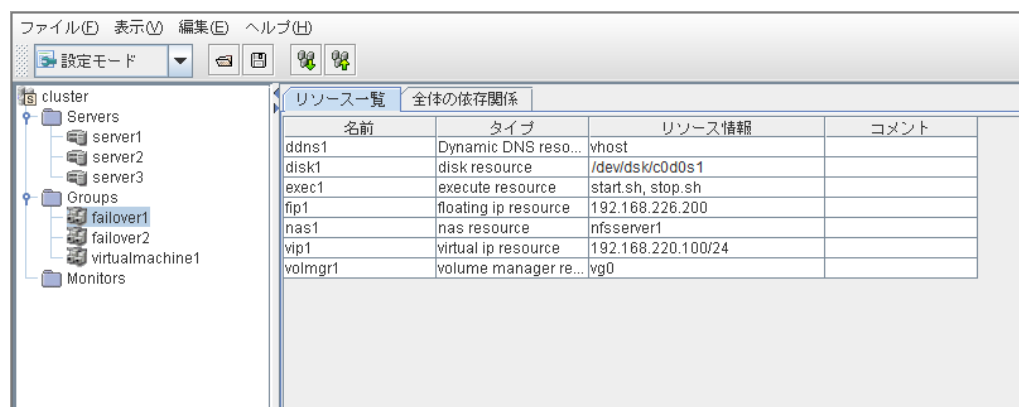 ファイル(F) 表示(V) 編集(E) ヘルプ(H)
設定モード
cluster
Servers
server1
server2
server3
Groups
failover1
failover2
virtualmachine1
Monitors
リソース一覧 全体の依存関係
名前 タイプ リソース情報 コメント
ddns1 Dynamic DNS reso... vhost
disk1 disk resource /dev/dsk/c0d0s1
exec1 execute resource start.sh, stop.sh
fip1 floating ip resource 192.168.226.200
nas1 nas resource nfsserver1
vip1 virtual ip resource 192.168.220.100/24
volmgr1 volume manager re... vg0